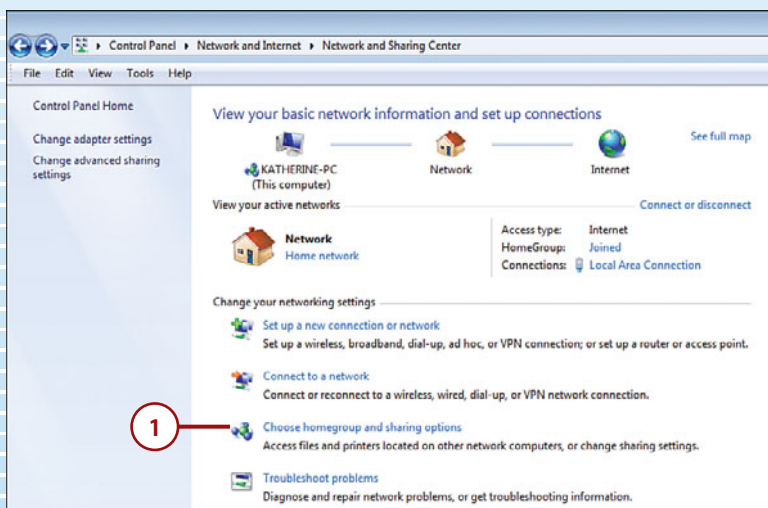 Control Panel ▸ Network and Internet ▸ Network and Sharing Center
File Edit View Tools Help
Control Panel Home
Change adapter settings
Change advanced sharing
settings
View your basic network information and set up connections
See full map
KATHERINE-PC
(This computer)
Network
Internet
View your active networks
Connect or disconnect
Network
Home network
Access type: Internet
HomeGroup: Joined
Connections: Local Area Connection
Change your networking settings
Set up a new connection or network
Set up a wireless, broadband, dial-up, ad hoc, or VPN connection; or set up a router or access point.
Connect to a network
Connect or reconnect to a wireless, wired, dial-up, or VPN network connection.
1
Choose homegroup and sharing options
Access files and printers located on other network computers, or change sharing settings.
Troubleshoot problems
Diagnose and repair network problems, or get troubleshooting information.